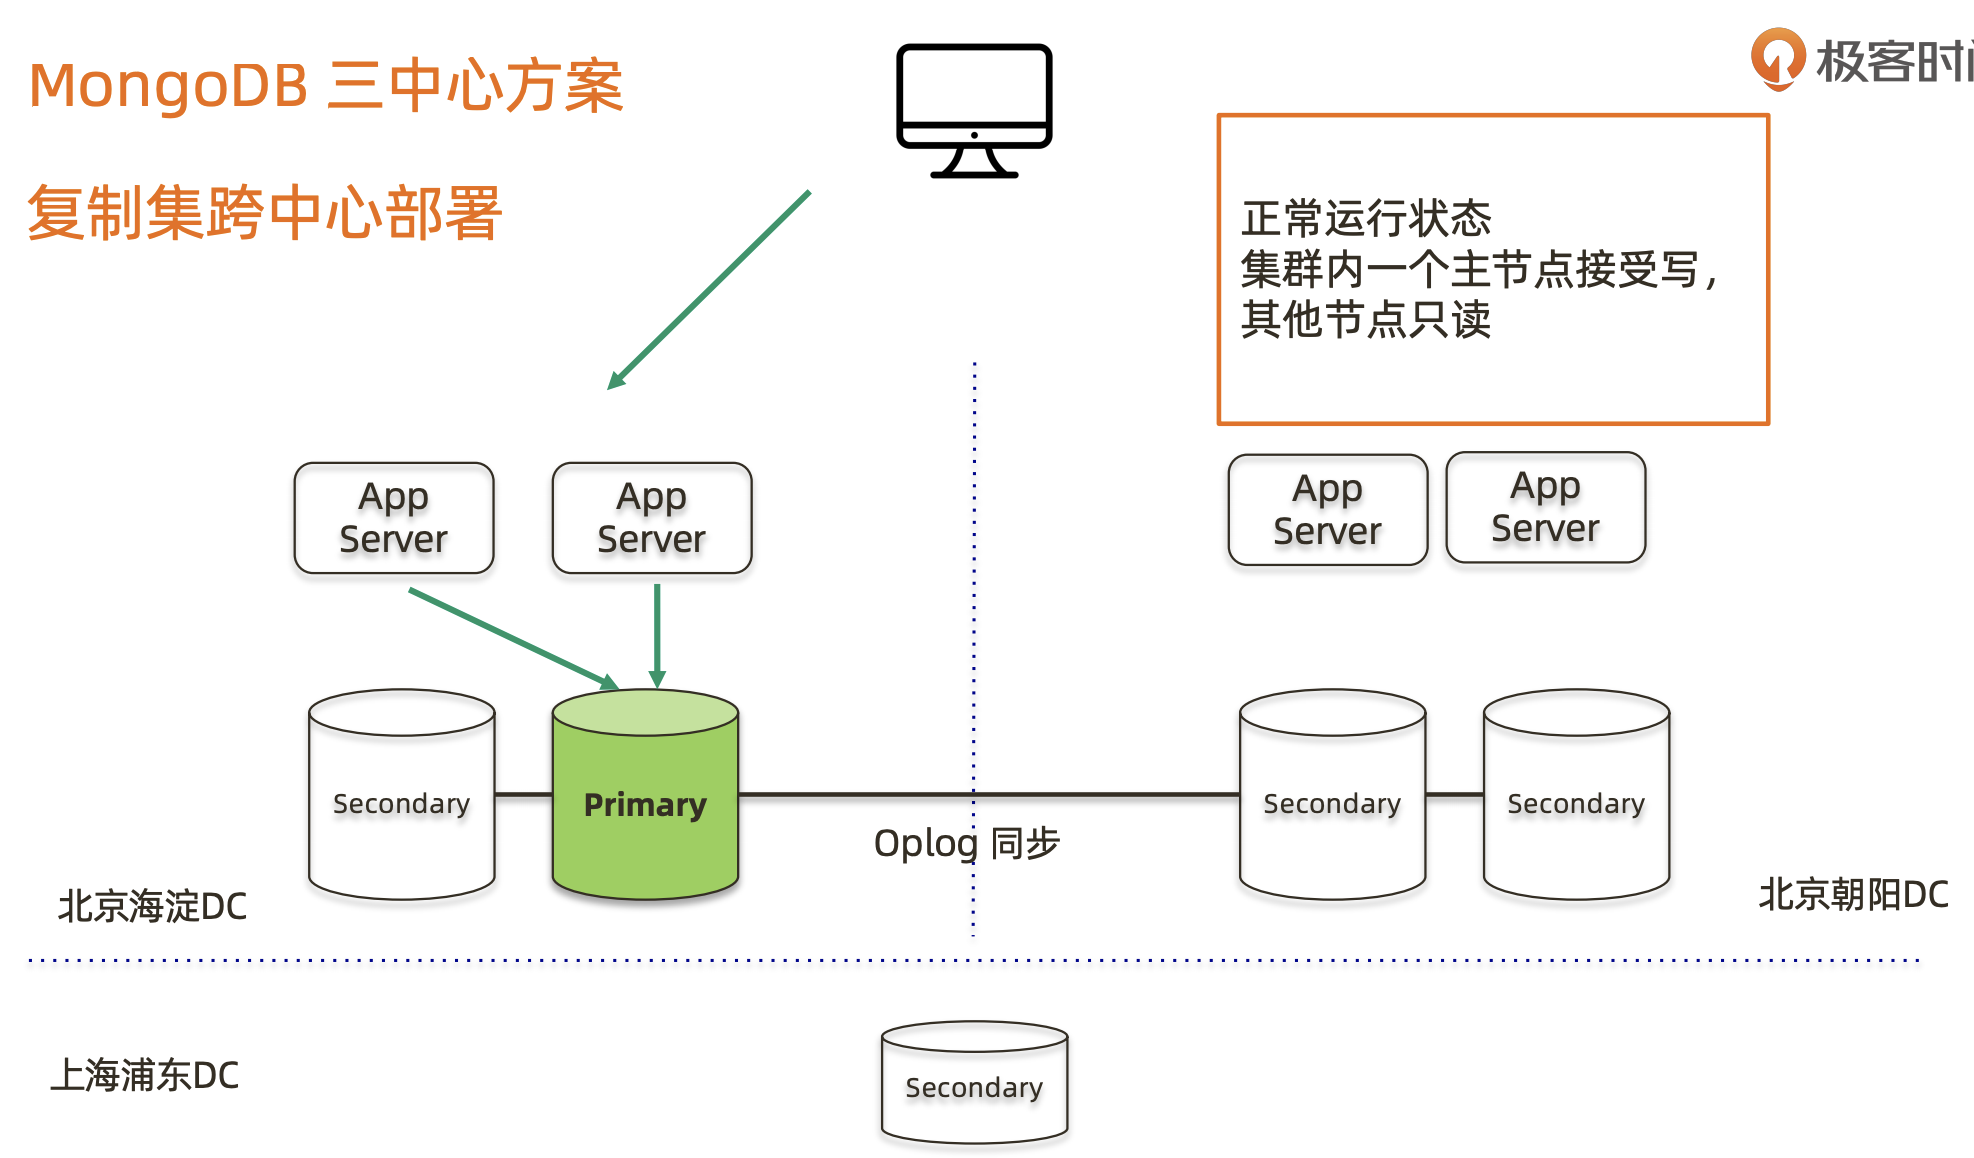 MongoDB 三中心方案
复制集跨中心部署
极客时
正常运行状态
集群内一个主节点接受写，
其他节点只读
App
Server
App
Server
App
Server
App
Server
Secondary
Primary
Secondary
Secondary
Oplog 同步
北京海淀DC
北京朝阳DC
上海浦东DC
Secondary